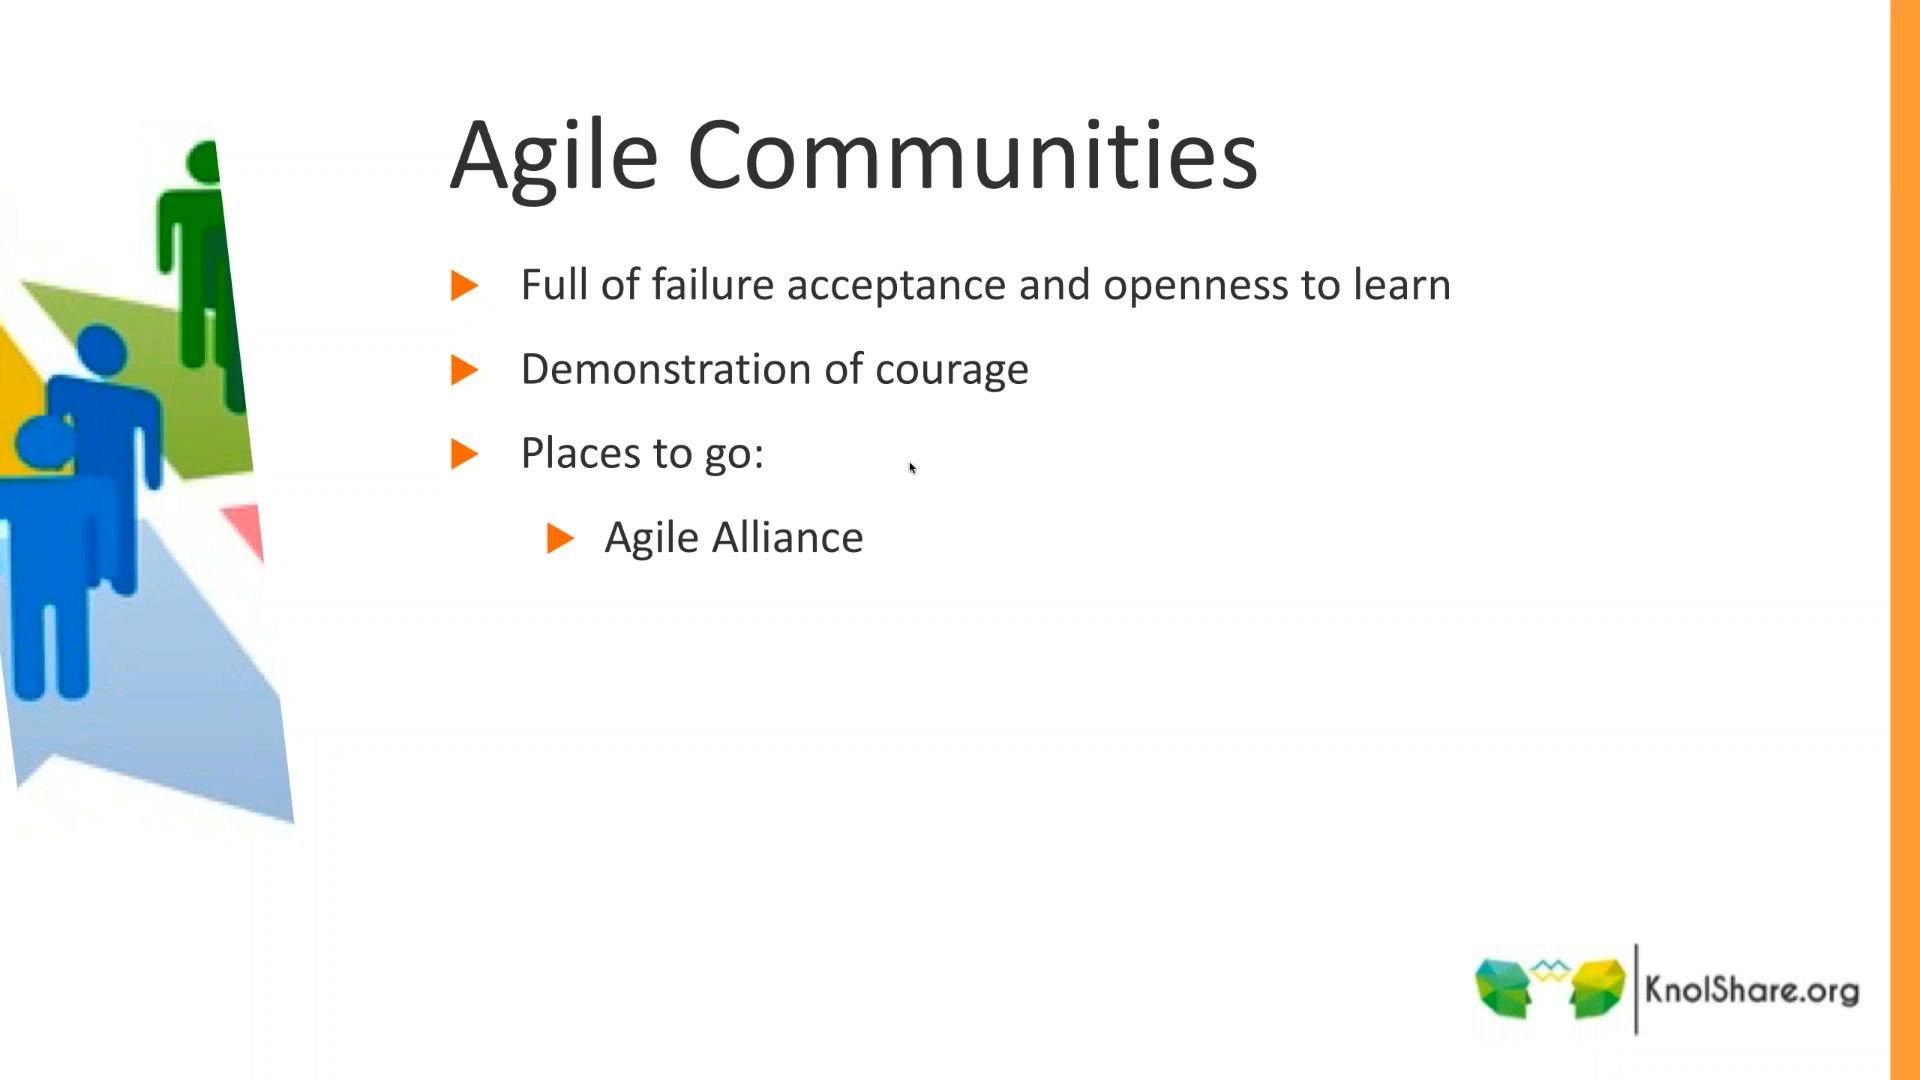 Agile Communities
Full of failure acceptance and openness to learn
Demonstration of courage
Places to go:
Agile Alliance
KnolShare.org